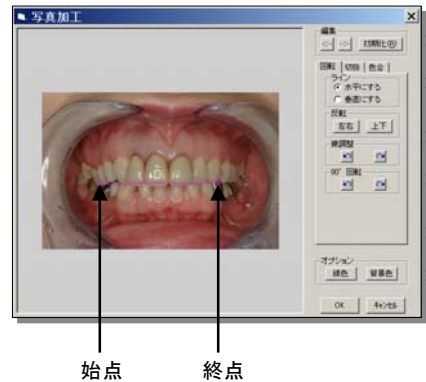 写真加工
編集
初期化(R)
回転 切除 色合
ライン
水平にする
垂直にする
反転
左右 上下
微調整
90°回転
オプション
線色 背景色
OK キャンセル
始点 終点